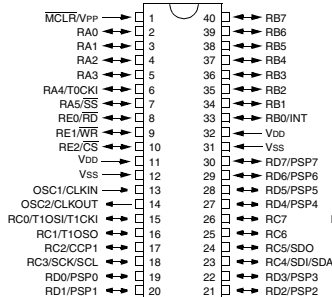 MCLR/VPP 1 40 RB7
RA0 2 39 RB6
RA1 3 38 RB5
RA2 4 37 RB4
RA3 5 36 RB3
RA4/T0CKI 6 35 RB2
RA5/SS 7 34 RB1
RE0/RD 8 33 RB0/INT
RE1/WR 9 32 VDD
RE2/CS 10 31 VSS
VDD 11 30 RD7/PSP7
VSS 12 29 RD6/PSP6
OSC1/CLKIN 13 28 RD5/PSP5
OSC2/CLKOUT 14 27 RD4/PSP4
RC0/T1OSI/T1CKI 15 26 RC7
RC1/T1OSO 16 25 RC6
RC2/CCP1 17 24 RC5/SDO
RC3/SCK/SCL 18 23 RC4/SDI/SDA
RD0/PSP0 19 22 RD3/PSP3
RD1/PSP1 20 21 RD2/PSP2